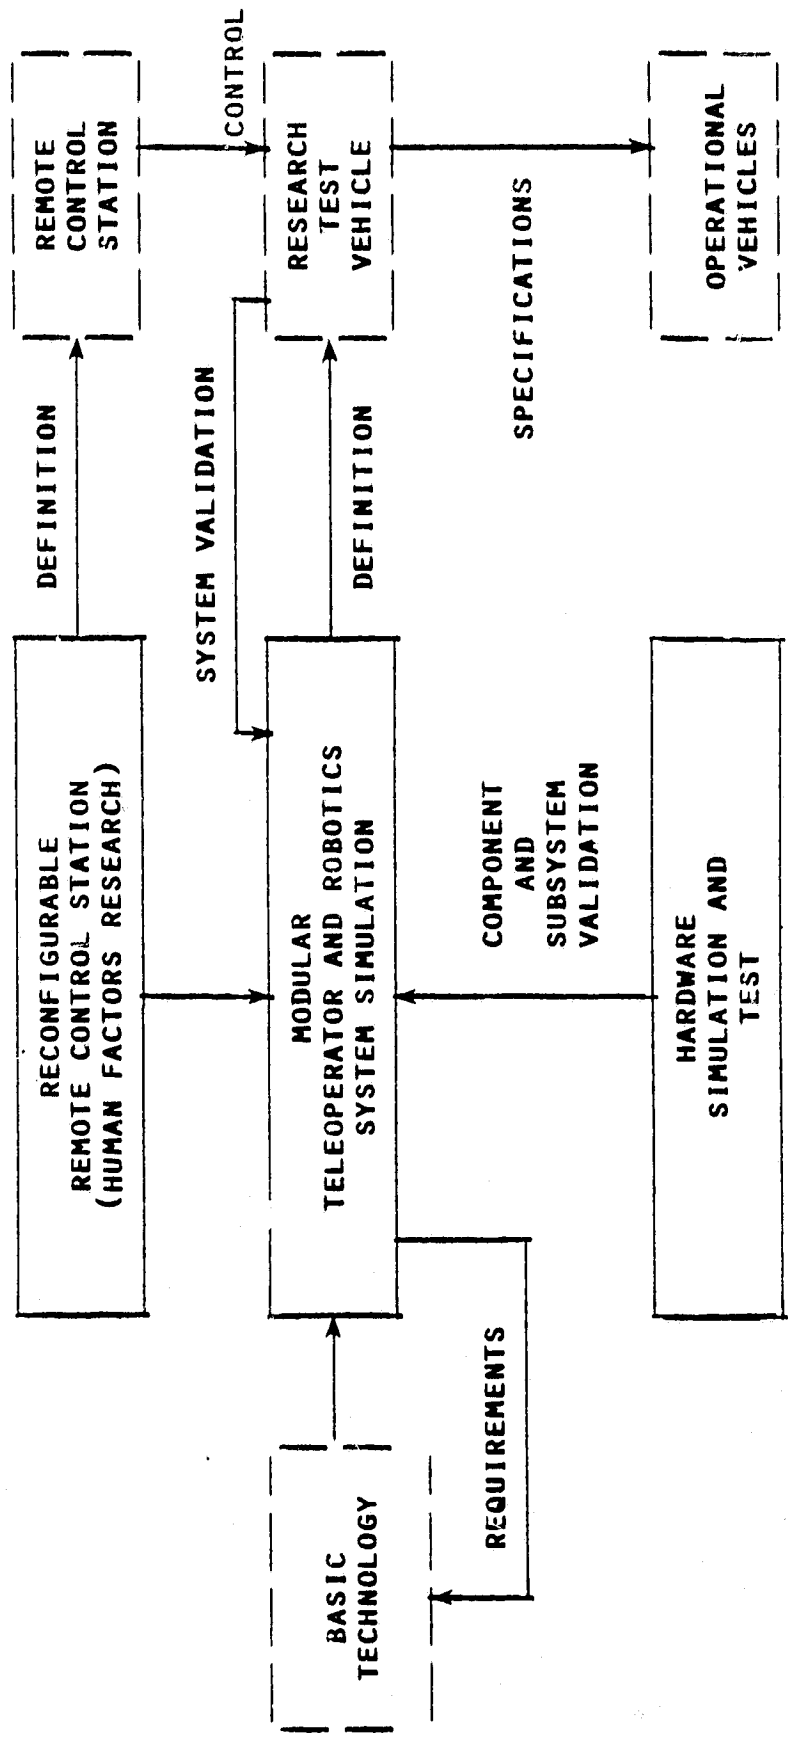 RECONFIGURABLE
REMOTE CONTROL STATION
(HUMAN FACTORS RESEARCH)
DEFINITION
REMOTE
CONTROL
STATION
SYSTEM VALIDATION
CONTROL
BASIC
TECHNOLOGY
MODULAR
TELEOPERATOR AND ROBOTICS
SYSTEM SIMULATION
DEFINITION
RESEARCH
TEST
VEHICLE
REQUIREMENTS
COMPONENT
AND
SUBSYSTEM
VALIDATION
SPECIFICATIONS
HARDWARE
SIMULATION AND
TEST
OPERATIONAL
VEHICLES